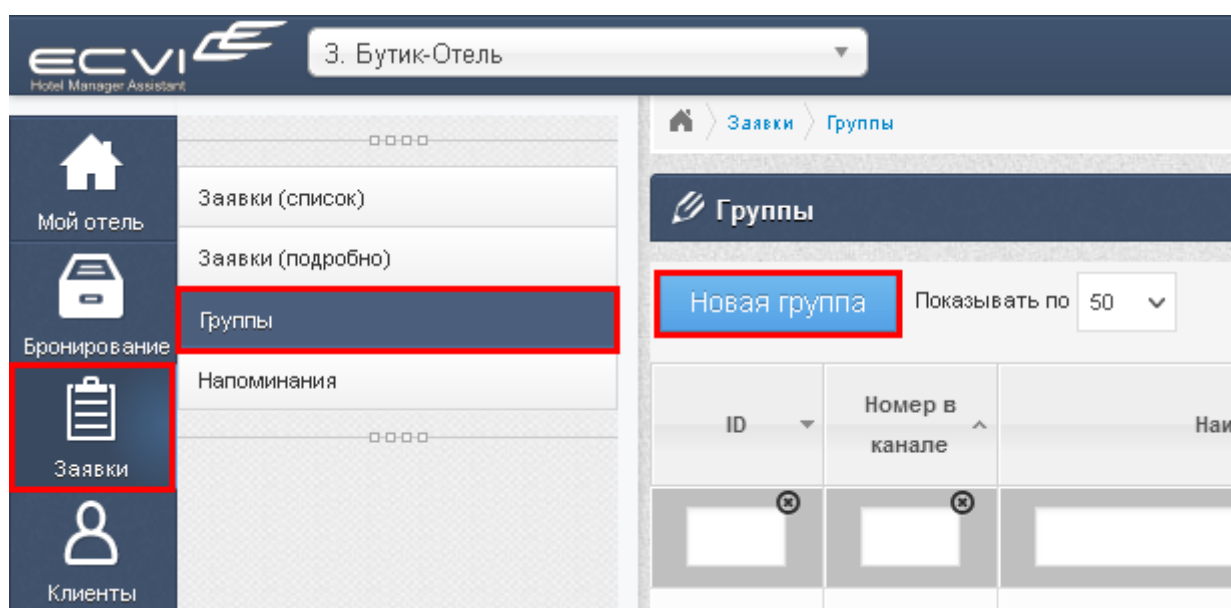 ECVI
Hotel Manager Assistant
3. Бутик-Отель
Мой отель
Бронирование
Заявки
Клиенты
Заявки (список)
Заявки (подробно)
Группы
Напоминания
Заявки
Группы
Группы
Новая группа
Показывать по
50
ID
Номер в
канале
Наи